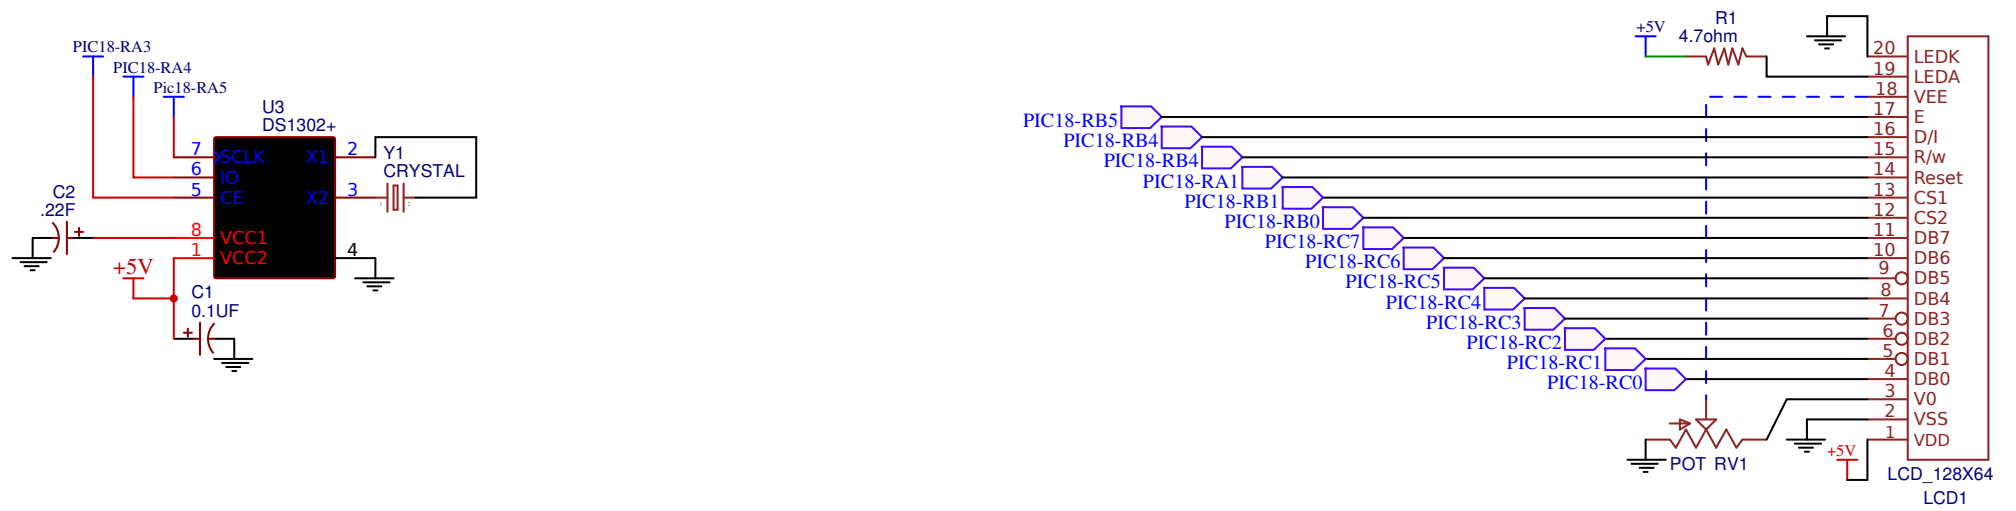 PIC18-RA3
PIC18-RA4
Pic18-RA5
U3
DS1302+
7
SCLK
6
IO
5
CE
8
VCC1
1
VCC2
X1
2
X2
3
4
Y1
CRYSTAL
1
2
C2
.22F
+
+5V
C1
0.1UF
+
+5V
R1
4.7ohm
20 LEDK
19 LEDA
18 VEE
PIC18-RB5 17 E
PIC18-RB4 16 D/I
PIC18-RB4 15 R/w
PIC18-RA1 14 Reset
PIC18-RB1 13 CS1
PIC18-RB0 12 CS2
PIC18-RC7 11 DB7
PIC18-RC6 10 DB6
PIC18-RC5 9 DB5
PIC18-RC4 8 DB4
PIC18-RC3 7 DB3
PIC18-RC2 6 DB2
PIC18-RC1 5 DB1
PIC18-RC0 4 DB0
3 V0
2 VSS
1 VDD
POT RV1
+5V
LCD_128X64
LCD1